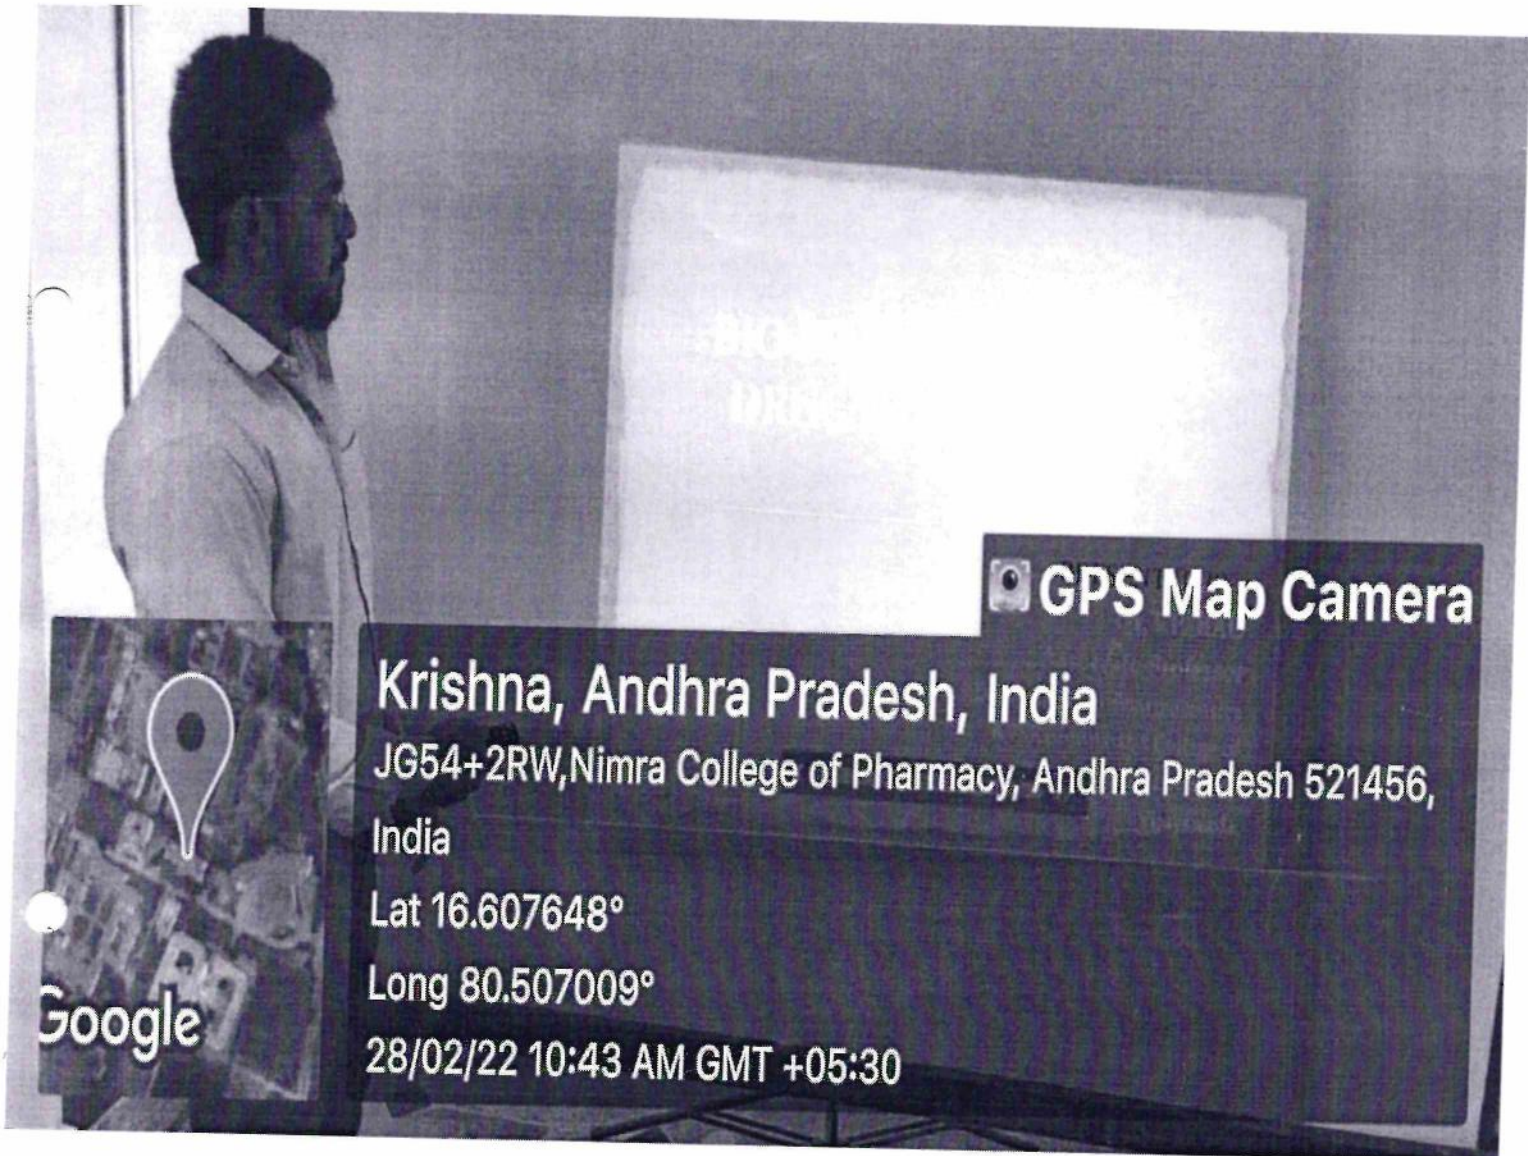 GPS Map Camera
Krishna, Andhra Pradesh, India
JG54+2RW,Nimra College of Pharmacy, Andhra Pradesh 521456,
India
Lat 16.607648°
Long 80.507009°
28/02/22 10:43 AM GMT +05:30
Google